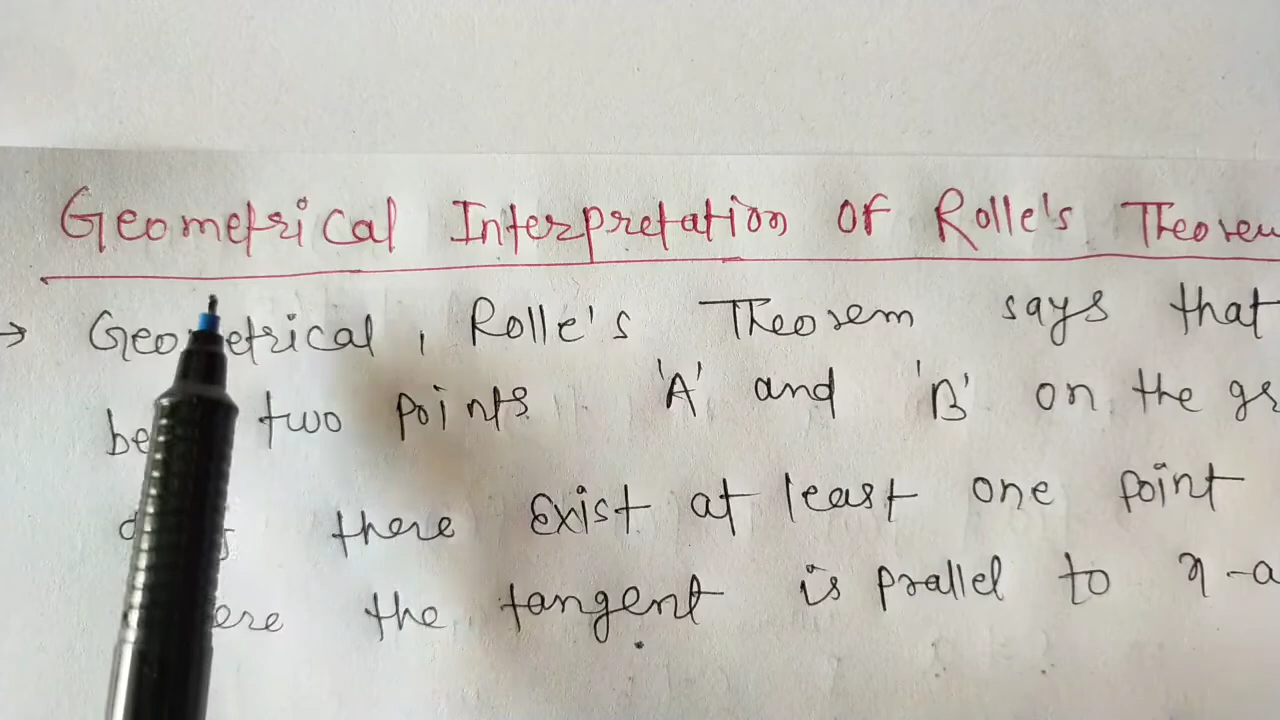 Geometrical Interpretation of Rolle's Theorem
→ Geometrical, Rolle's Theorem says that
two points 'A' and 'B' on the
there exist at least one point
the tangent is prallel to x-a